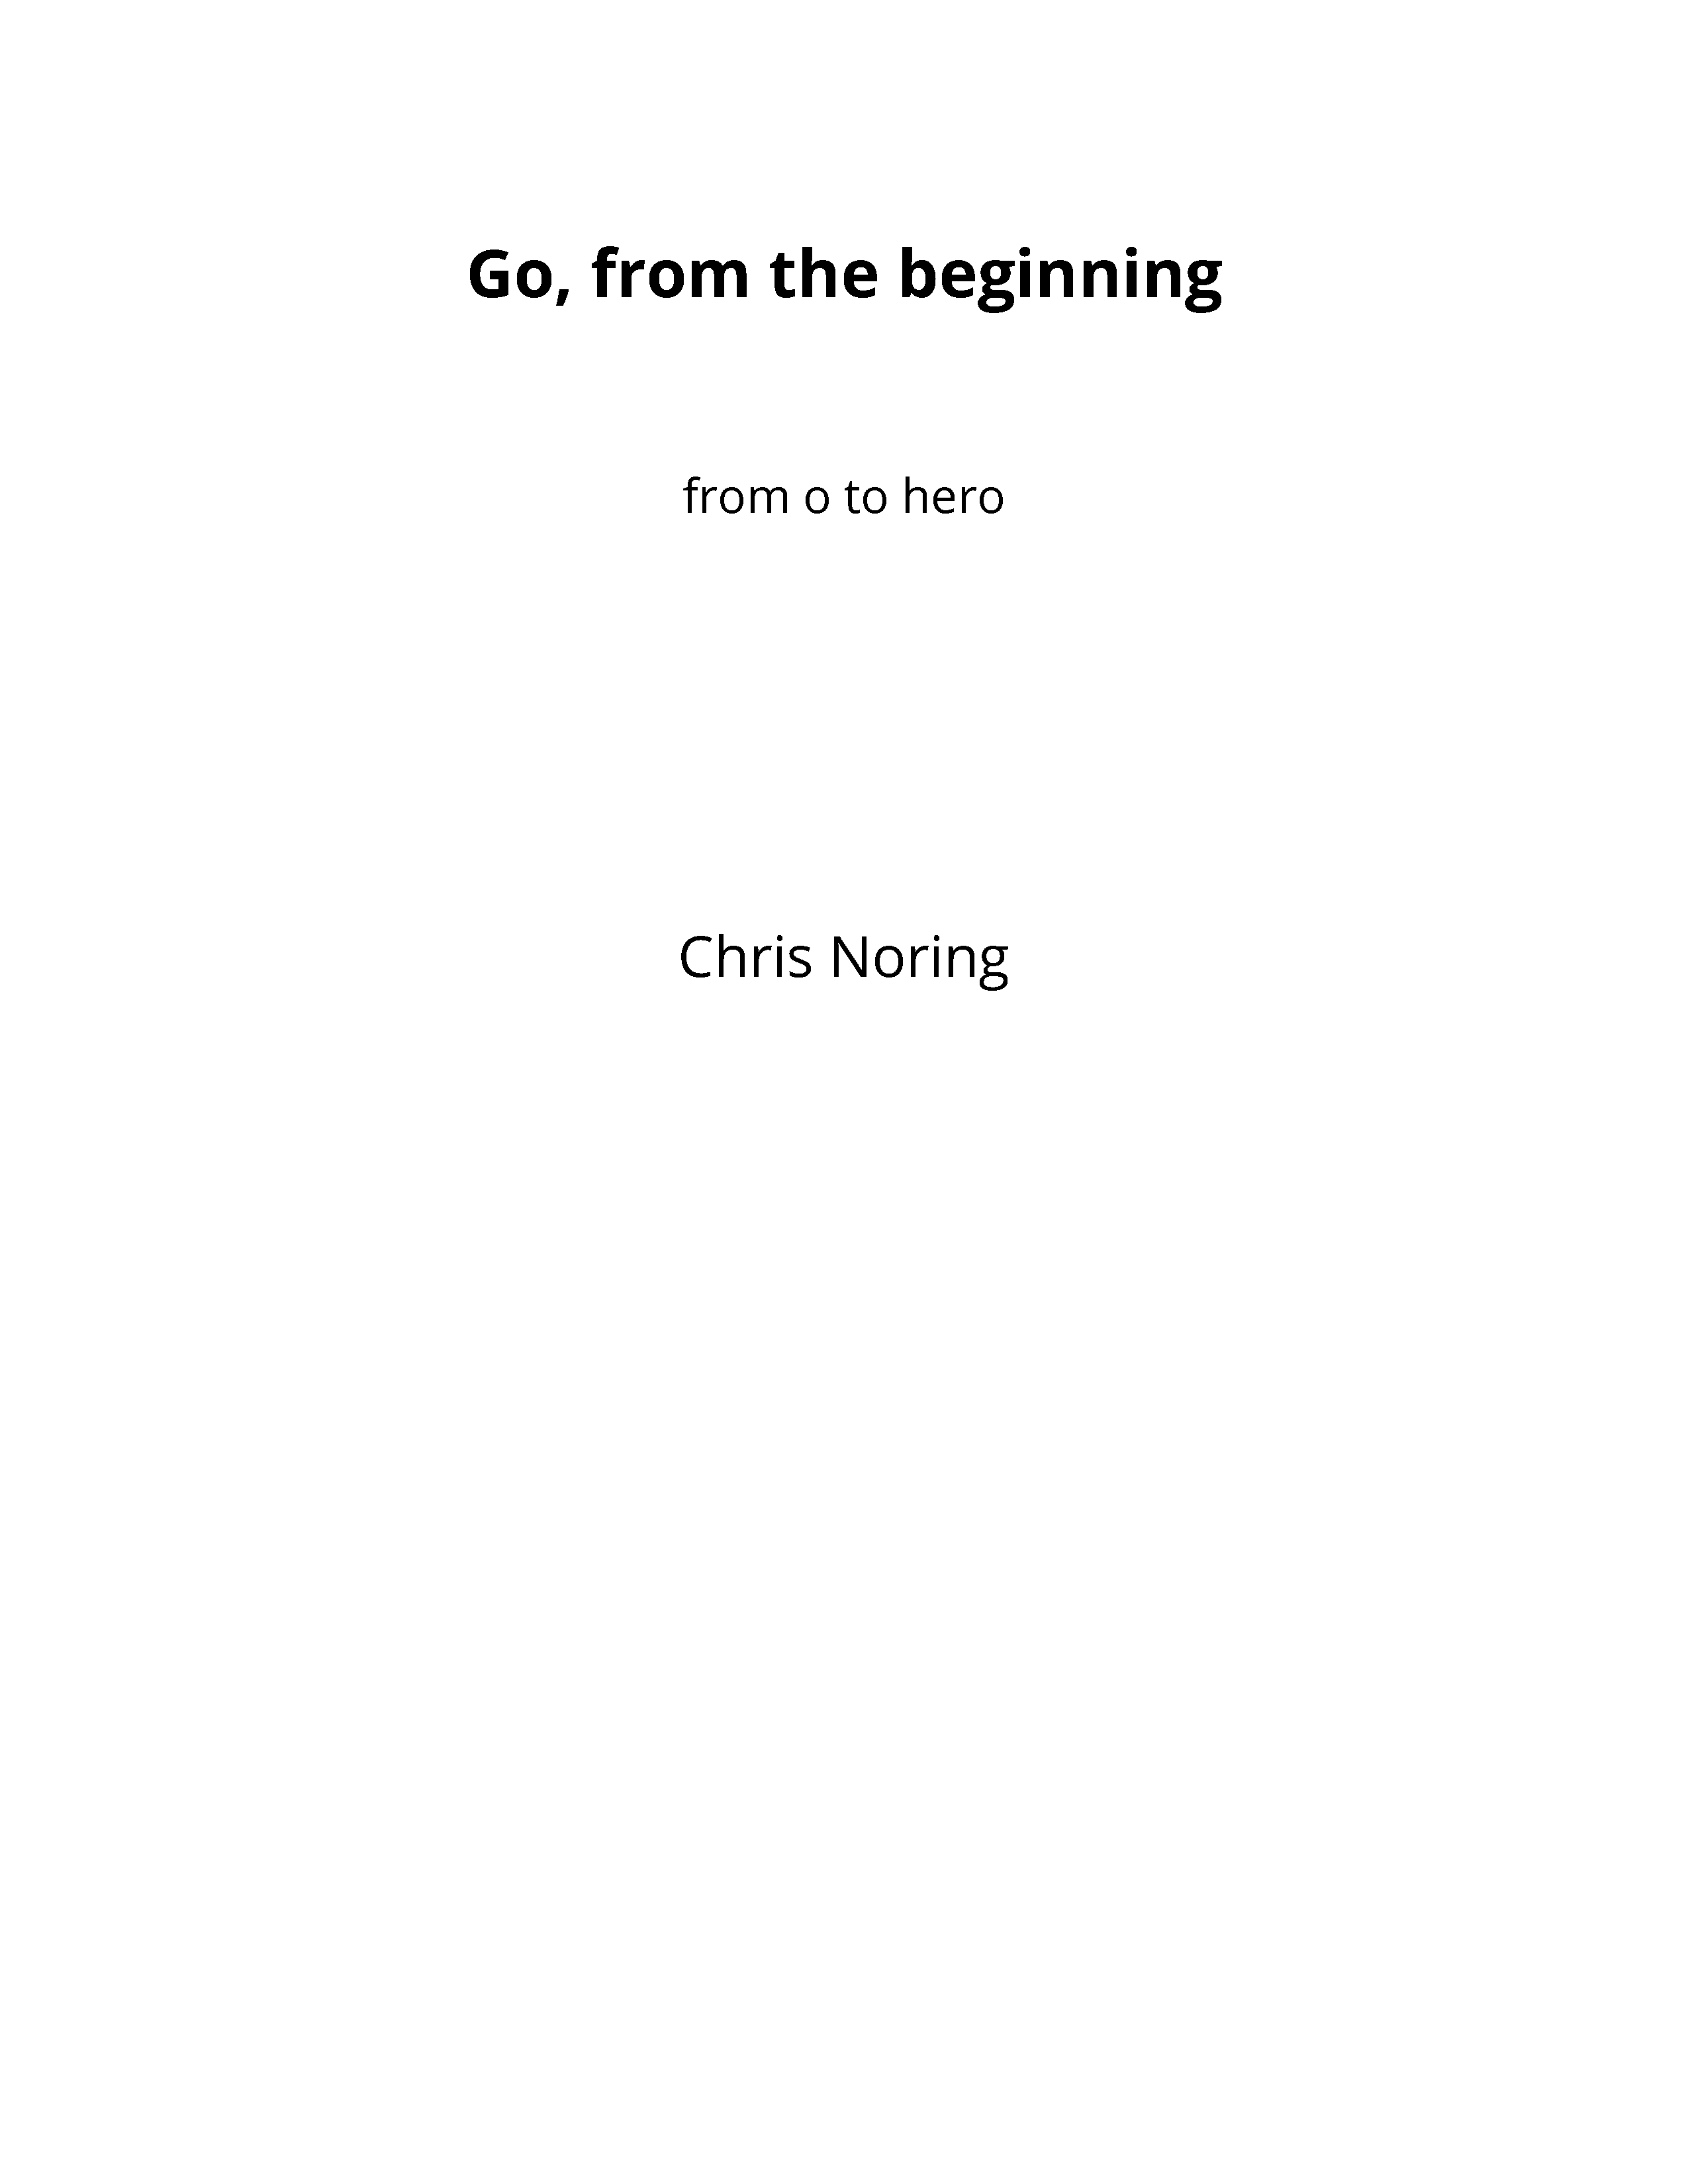 Go, from the beginning
from o to hero
Chris Noring